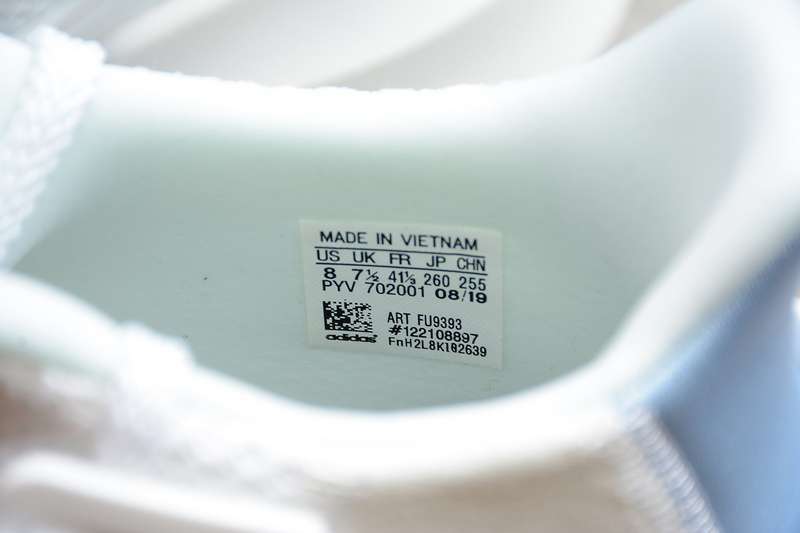 MADE IN VIETNAM
US UK FR JP CHN
8 7½ 41⅓ 260 255
PYV 702001 08/19
ART FU9393
#122108897
adidas
FnH2L8K102639